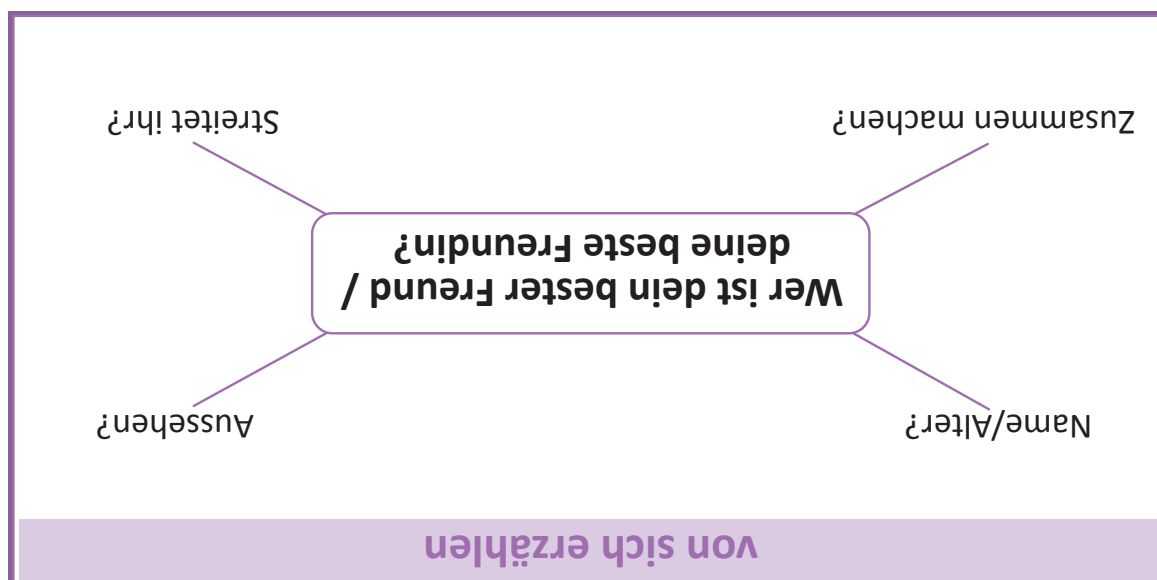 von sich erzählen
Name/Alter?
Aussehen?
Wer ist dein bester Freund /
deine beste Freundin?
Zusammen machen?
Streitet ihr?